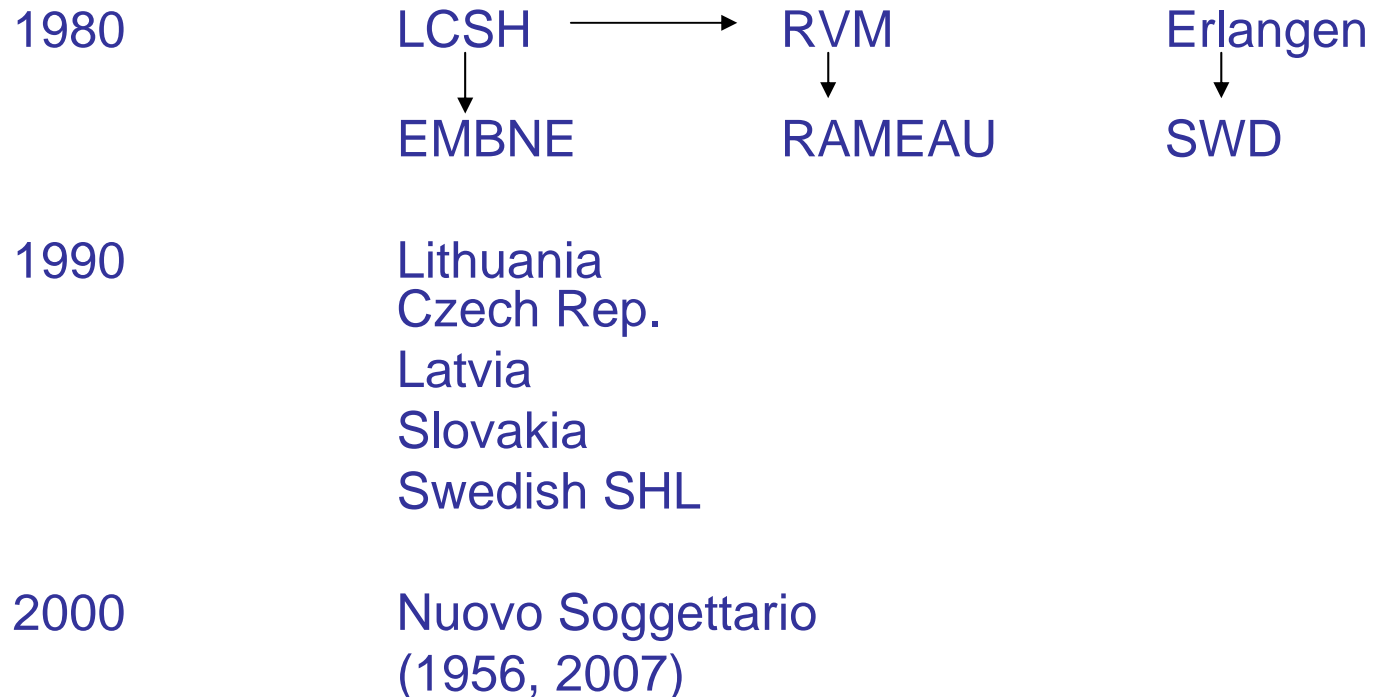 1980 LCSH RVM Erlangen
EMBNE RAMEAU SWD
1990 Lithuania
Czech Rep.
Latvia
Slovakia
Swedish SHL
2000 Nuovo Soggettario
(1956, 2007)